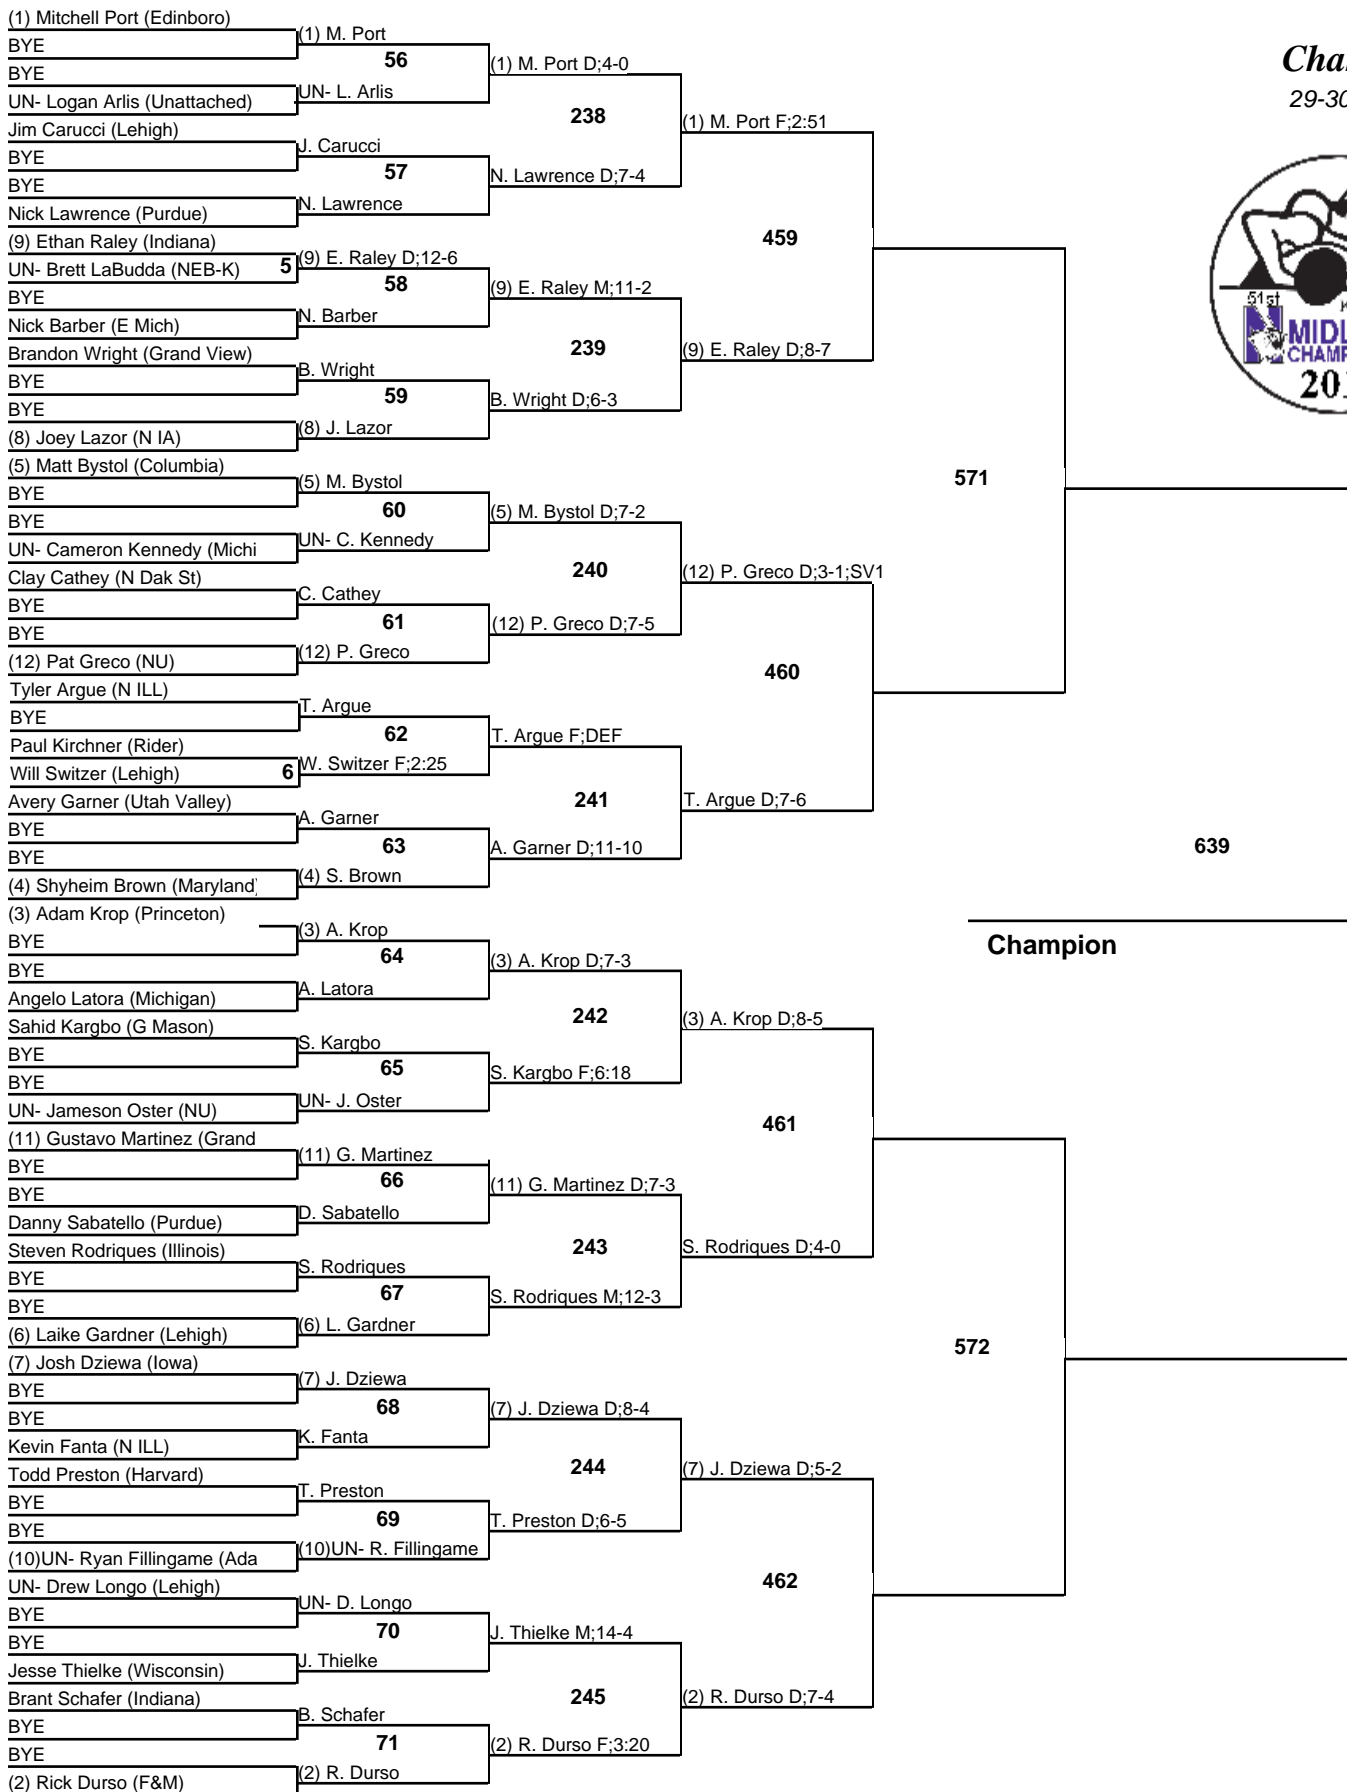 (1) Mitchell Port (Edinboro)
BYE
BYE
UN- Logan Arlis (Unattached)
Jim Carucci (Lehigh)
BYE
BYE
Nick Lawrence (Purdue)
(9) Ethan Raley (Indiana)
UN- Brett LaBudda (NEB-K) 5
BYE
Nick Barber (E Mich)
Brandon Wright (Grand View)
BYE
BYE
(8) Joey Lazor (N IA)
(5) Matt Bystol (Columbia)
BYE
BYE
UN- Cameron Kennedy (Michi
Clay Cathey (N Dak St)
BYE
BYE
(12) Pat Greco (NU)
Tyler Argue (N ILL)
BYE
Paul Kirchner (Rider)
Will Switzer (Lehigh) 6
Avery Garner (Utah Valley)
BYE
BYE
(4) Shyheim Brown (Maryland)
(3) Adam Krop (Princeton)
BYE
BYE
Angelo Latora (Michigan)
Sahid Kargbo (G Mason)
BYE
BYE
UN- Jameson Oster (NU)
(11) Gustavo Martinez (Grand
BYE
BYE
Danny Sabatello (Purdue)
Steven Rodriques (Illinois)
BYE
BYE
(6) Laike Gardner (Lehigh)
(7) Josh Dziewa (Iowa)
BYE
BYE
Kevin Fanta (N ILL)
Todd Preston (Harvard)
BYE
BYE
(10)UN- Ryan Fillingame (Ada
UN- Drew Longo (Lehigh)
BYE
BYE
Jesse Thielke (Wisconsin)
Brant Schafer (Indiana)
BYE
BYE
(2) Rick Durso (F&M)
(1) M. Port
56
UN- L. Arlis
J. Carucci
57
N. Lawrence
(9) E. Raley D;12-6
58
N. Barber
B. Wright
59
(8) J. Lazor
(5) M. Bystol
60
UN- C. Kennedy
C. Cathey
61
(12) P. Greco
T. Argue
62
W. Switzer F;2:25
A. Garner
63
(4) S. Brown
(3) A. Krop
64
A. Latora
S. Kargbo
65
UN- J. Oster
(11) G. Martinez
66
D. Sabatello
S. Rodriques
67
(6) L. Gardner
(7) J. Dziewa
68
K. Fanta
T. Preston
69
(10)UN- R. Fillingame
UN- D. Longo
70
J. Thielke
B. Schafer
71
(2) R. Durso
(1) M. Port D;4-0
238
N. Lawrence D;7-4
(9) E. Raley M;11-2
239
B. Wright D;6-3
(5) M. Bystol D;7-2
240
(12) P. Greco D;7-5
T. Argue F;DEF
241
A. Garner D;11-10
(3) A. Krop D;7-3
242
S. Kargbo F;6:18
(11) G. Martinez D;7-3
243
S. Rodriques M;12-3
(7) J. Dziewa D;8-4
244
T. Preston D;6-5
J. Thielke M;14-4
245
(2) R. Durso F;3:20
(1) M. Port F;2:51
459
(9) E. Raley D;8-7
(12) P. Greco D;3-1;SV1
460
T. Argue D;7-6
(3) A. Krop D;8-5
461
S. Rodriques D;4-0
(7) J. Dziewa D;5-2
462
(2) R. Durso D;7-4
571
572
639
Champion
Cha
29-30
51st
N
MIDL
CHAMP
201